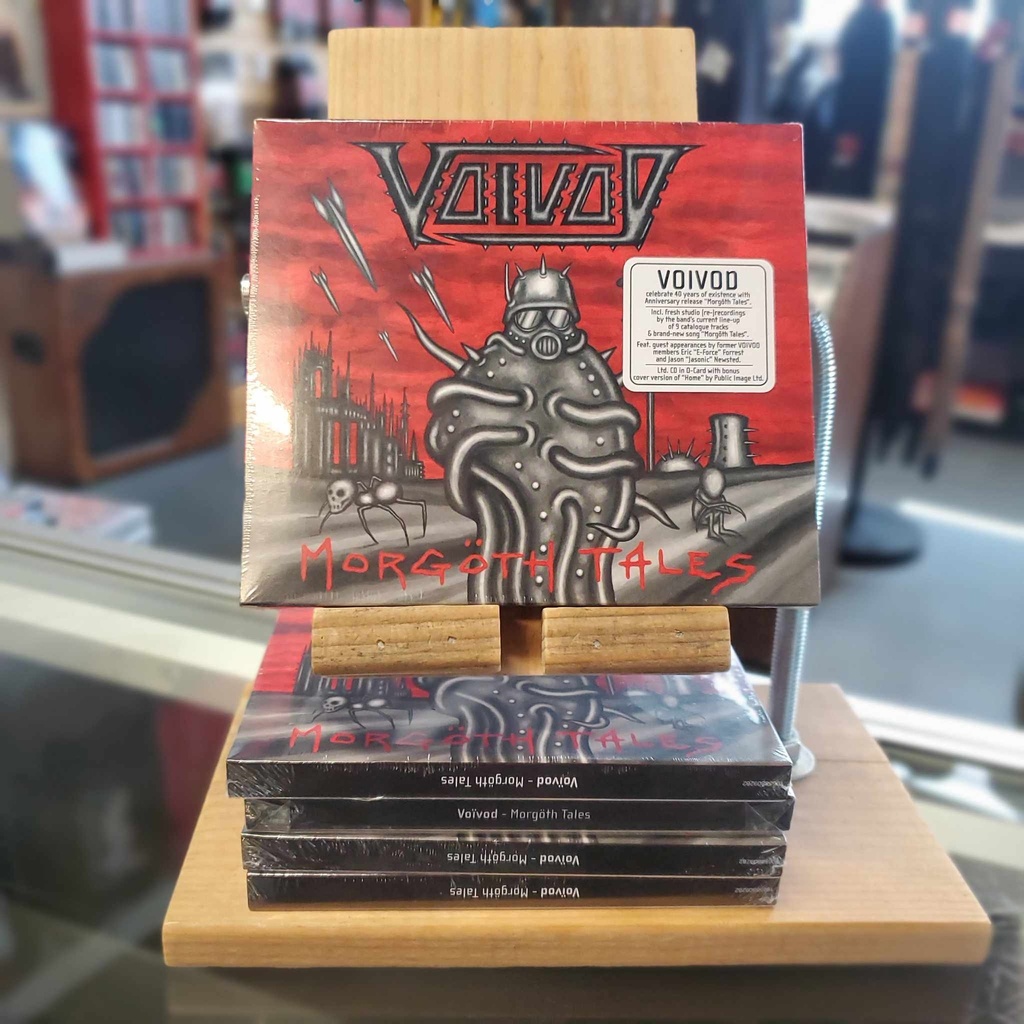 VOIVOD
VOIVOD
celebrate 40 years of existence with
Anniversary release "Morgöth Tales".
Incl. fresh studio (re-)recordings
by the band's current line-up
of 9 catalogue tracks
& brand-new song "Morgöth Tales".
Feat. guest appearances by former VOIVOD
members Eric "E-Force" Forrest
and Jason "Jasonic" Newsted.
Ltd. CD in O-Card with bonus
cover version of "Home" by Public Image Ltd.
MORGÖTH TALES
MORGÖTH TALES
Voïvod - Morgöth Tales
Voïvod - Morgöth Tales
Voïvod - Morgöth Tales
Voïvod - Morgöth Tales